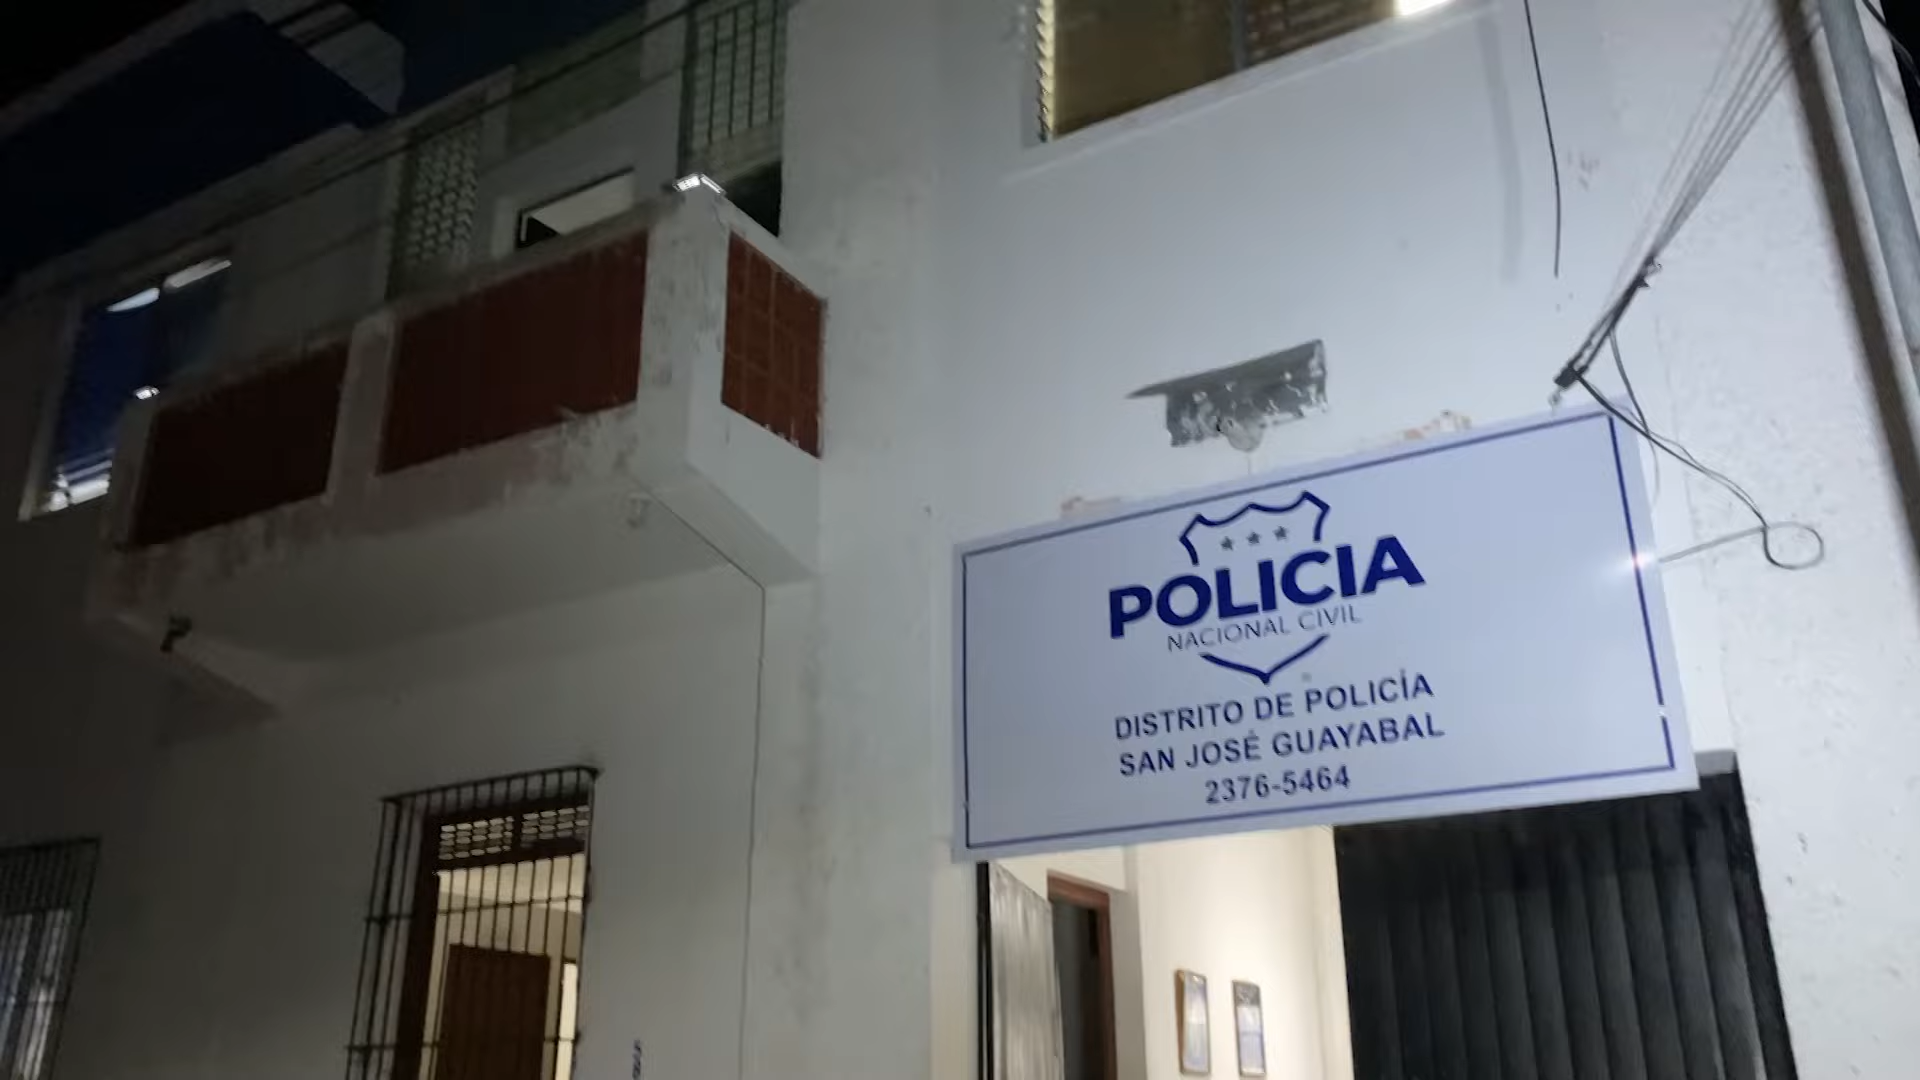 POLICIA
NACIONAL CIVIL
DISTRITO DE POLICÍA
SAN JOSÉ GUAYABAL
2376-5464